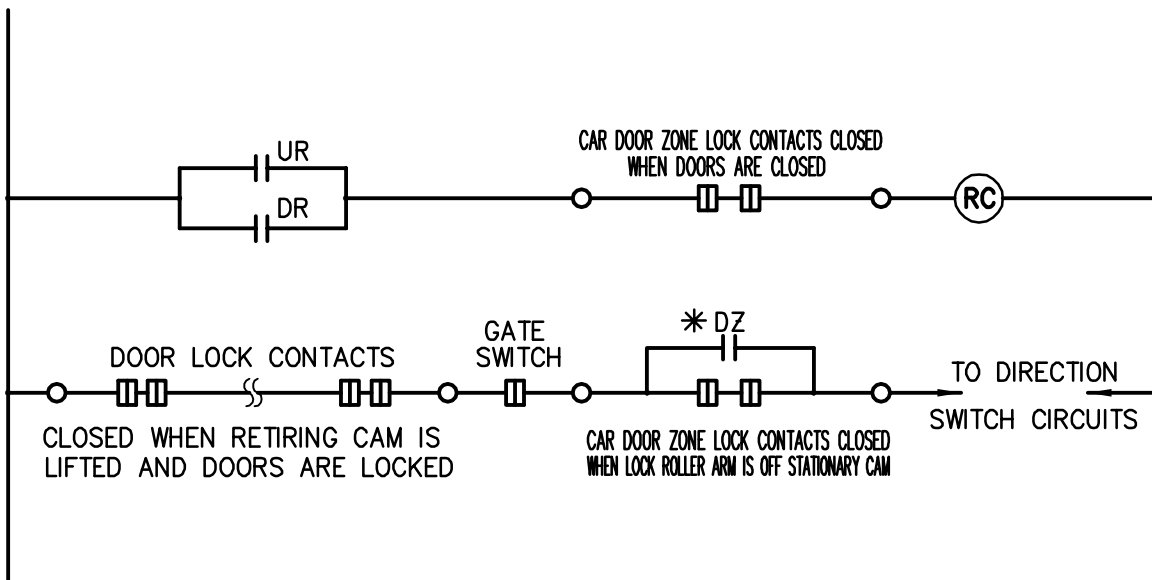 UR
DR
CAR DOOR ZONE LOCK CONTACTS CLOSED
WHEN DOORS ARE CLOSED
RC
DOOR LOCK CONTACTS
CLOSED WHEN RETIRING CAM IS
LIFTED AND DOORS ARE LOCKED
GATE
SWITCH
* DZ
CAR DOOR ZONE LOCK CONTACTS CLOSED
WHEN LOCK ROLLER ARM IS OFF STATIONARY CAM
TO DIRECTION
SWITCH CIRCUITS